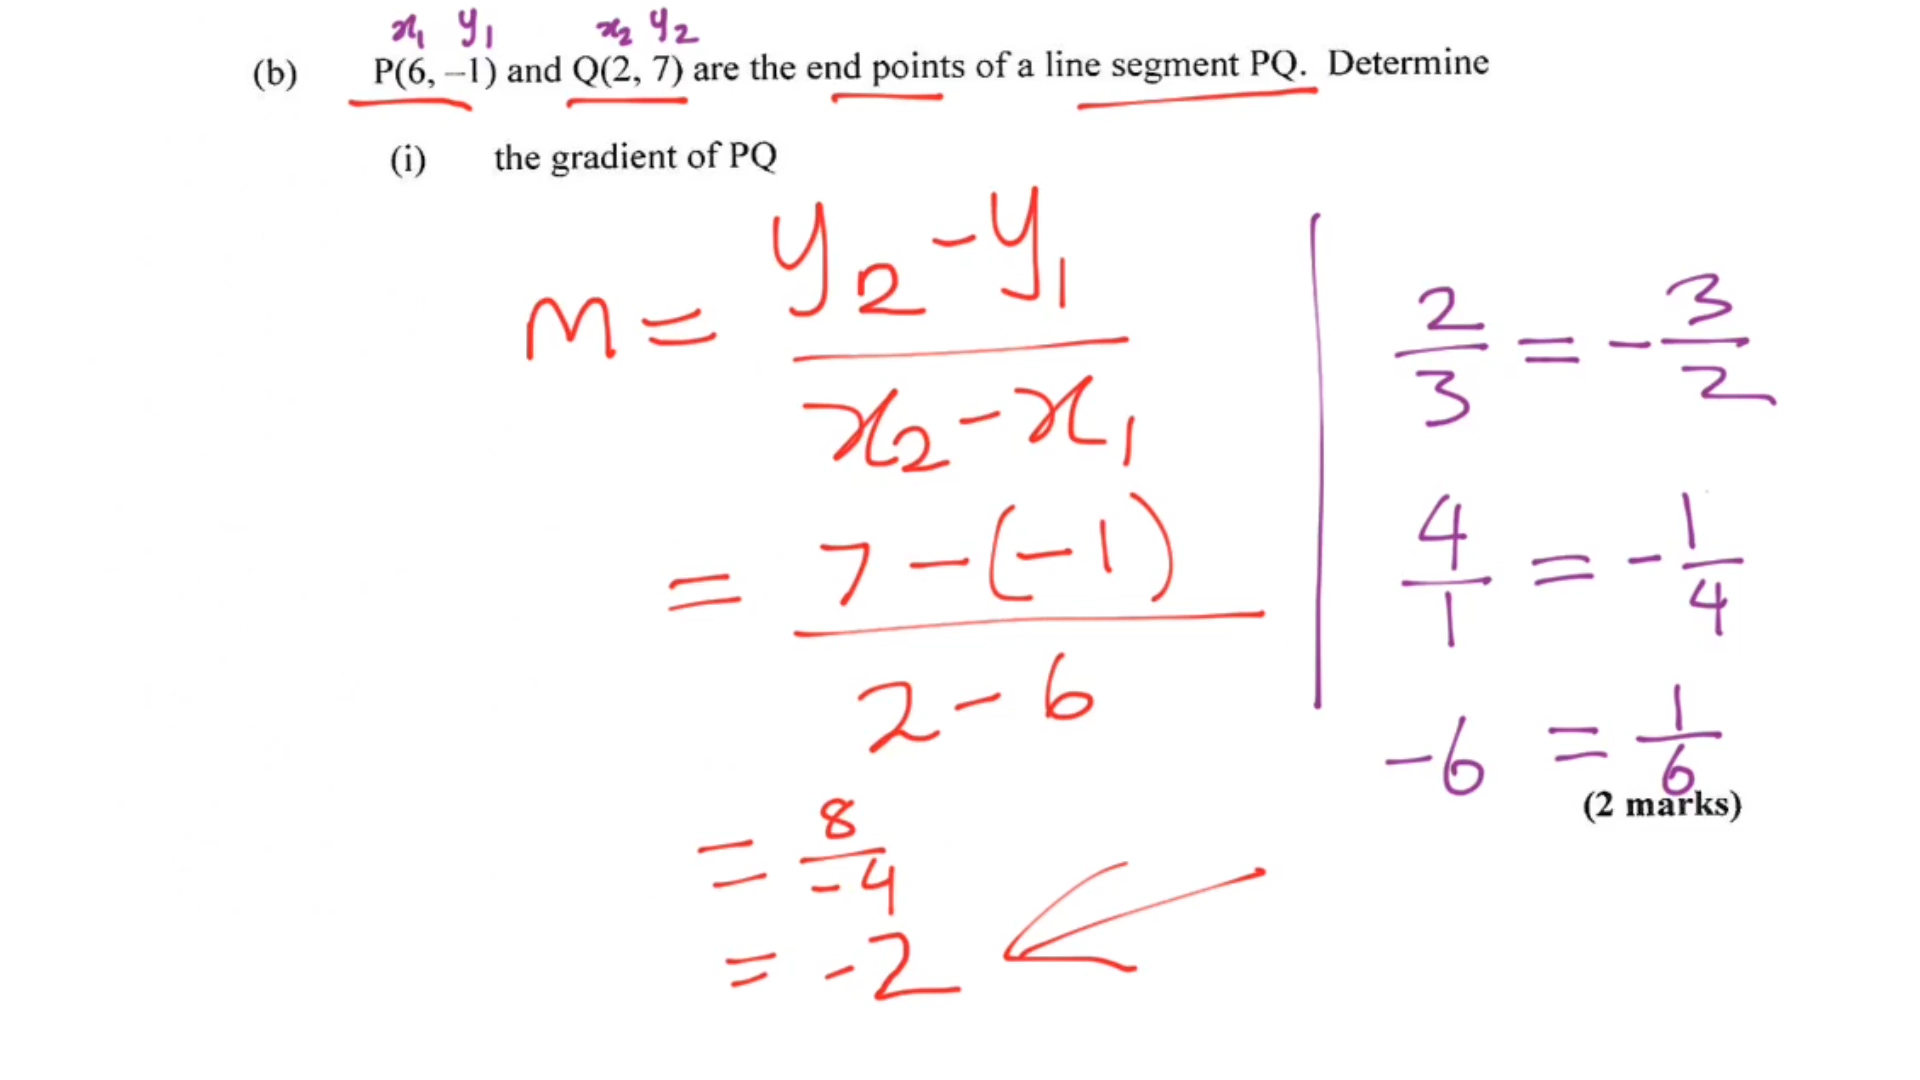 x₁ y₁ x₂ y₂
(b) P(6, –1) and Q(2, 7) are the end points of a line segment PQ. Determine
(i) the gradient of PQ
M = y₂ - y₁ / x₂ - x₁
= 7 - (-1) / 2 - 6
= 8 / -4
= -2
2/3 = - 3/2
4/1 = - 1/4
-6 = 1/6
(2 marks)